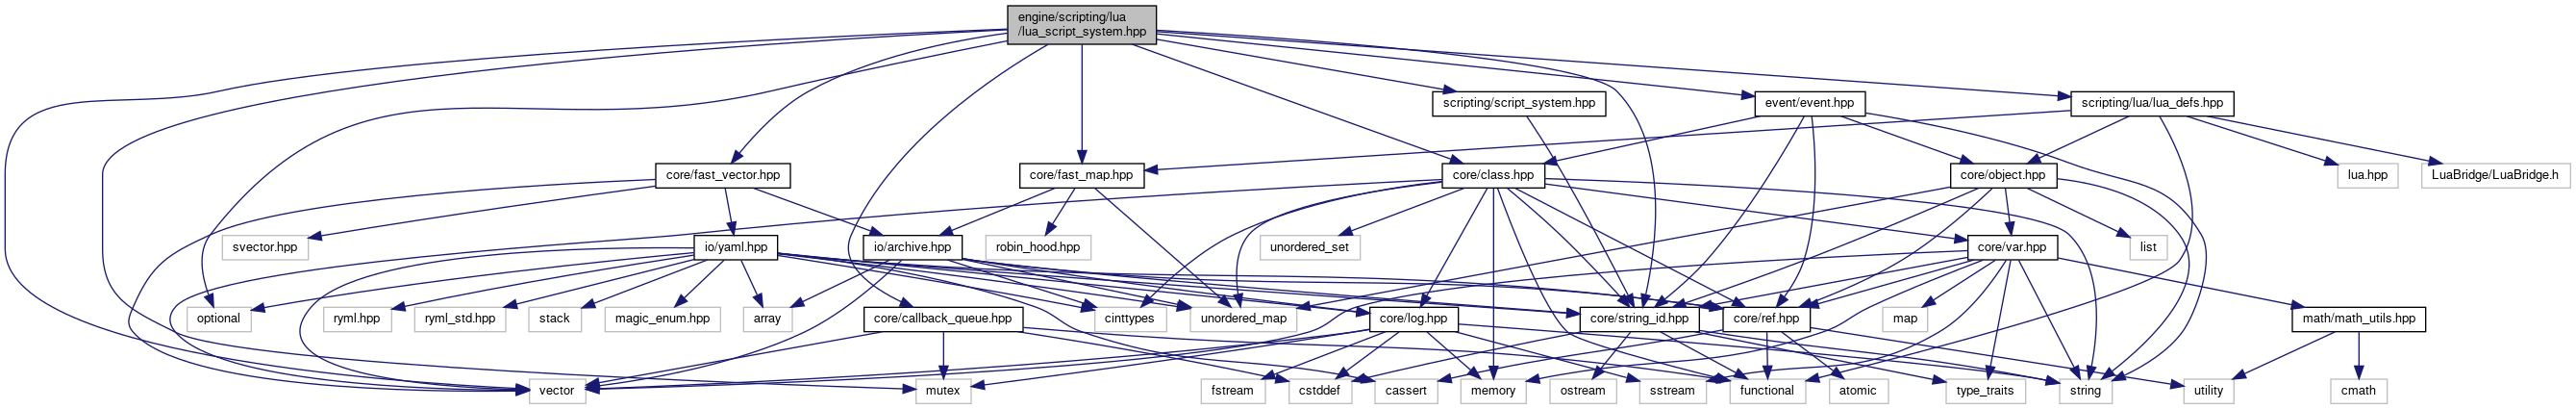 engine/scripting/lua
/lua_script_system.hpp
scripting/script_system.hpp
event/event.hpp
scripting/lua/lua_defs.hpp
core/fast_vector.hpp
core/fast_map.hpp
core/class.hpp
core/object.hpp
lua.hpp
LuaBridge/LuaBridge.h
svector.hpp
io/yaml.hpp
io/archive.hpp
robin_hood.hpp
unordered_set
core/var.hpp
list
optional
ryml.hpp
ryml_std.hpp
stack
magic_enum.hpp
array
core/callback_queue.hpp
cinttypes
unordered_map
core/log.hpp
core/string_id.hpp
core/ref.hpp
map
math/math_utils.hpp
vector
mutex
fstream
cstddef
cassert
memory
ostream
sstream
functional
atomic
type_traits
string
utility
cmath